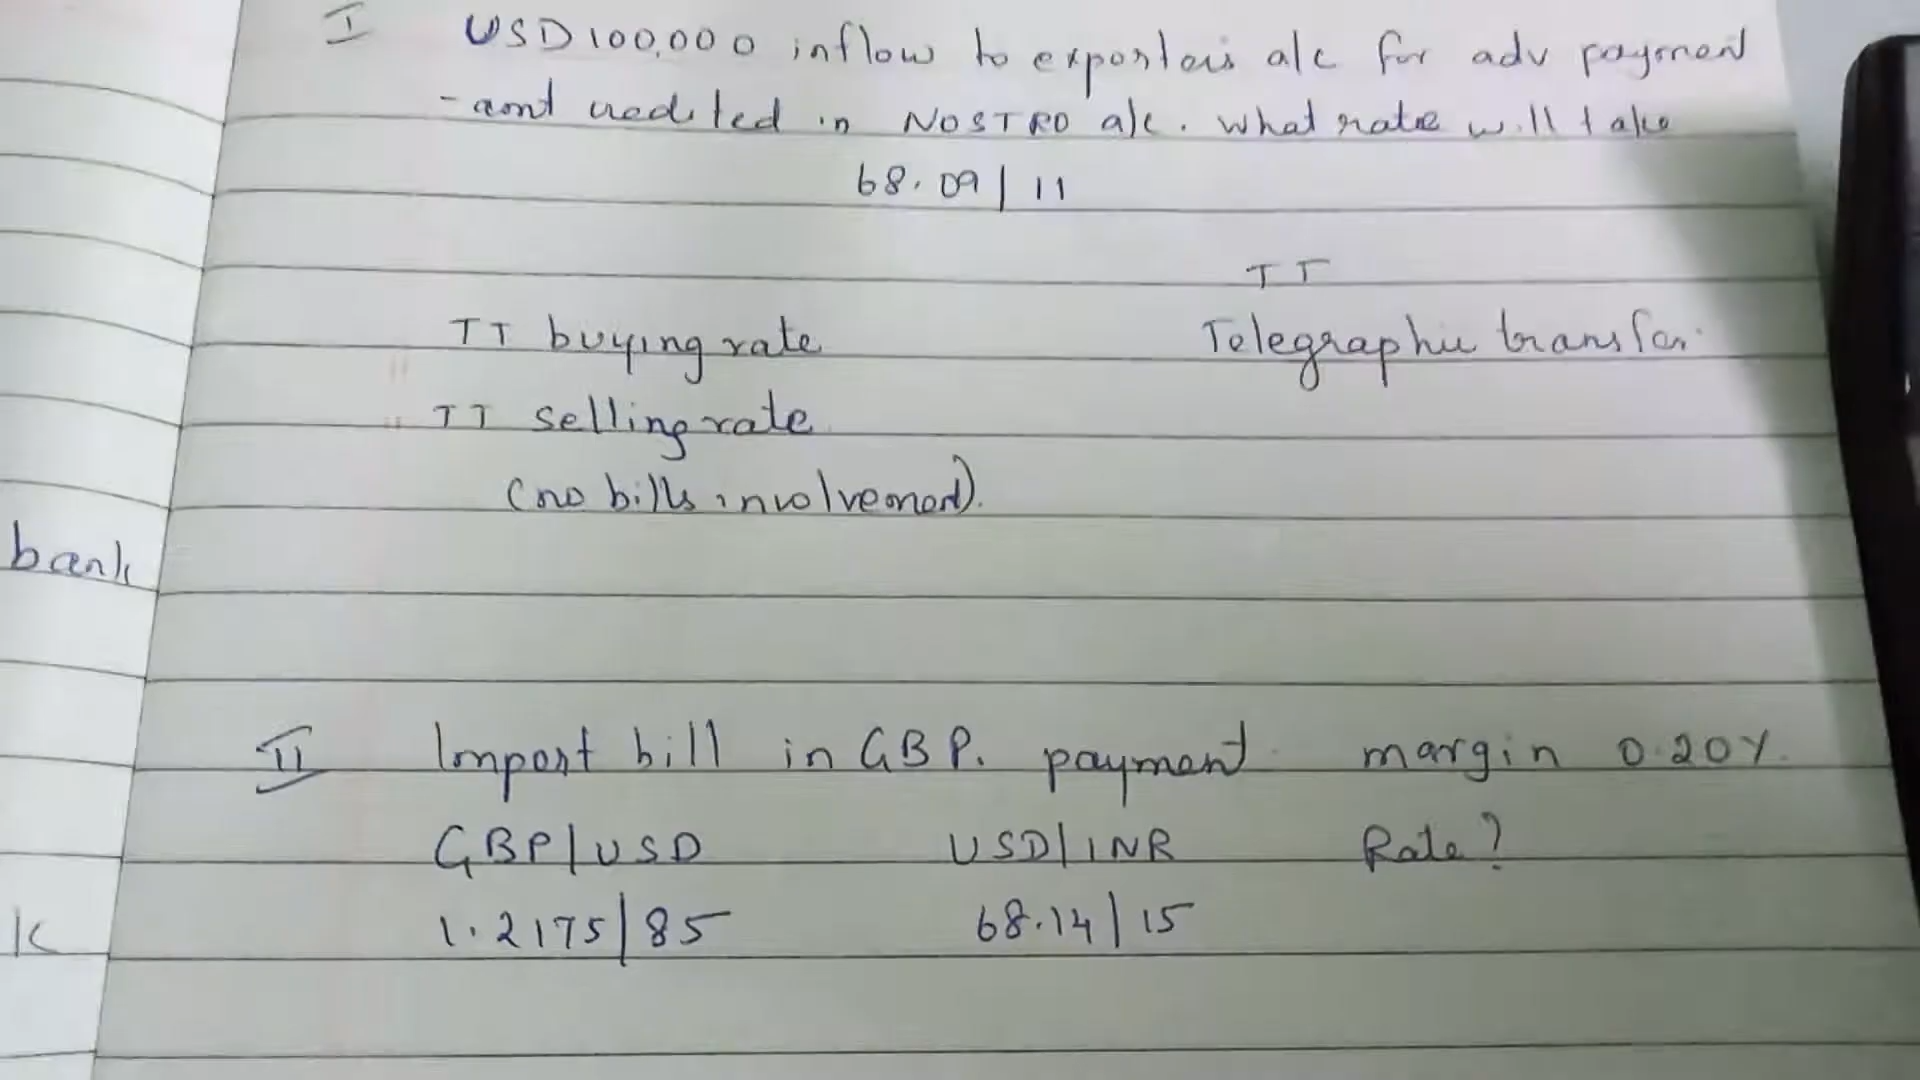 I USD 100,000 inflow to exporters a/c for adv payment
- amt credited in NOSTRO a/c. What rate will take
68.09 | 11
TT
TT buying rate Telegraphic transfer.
TT selling rate
(no bills involvement).
bank
II Import bill in GBP. payment margin 0.20%.
GBP/USD USD/INR Rate?
K 1.2175/85 68.14/15